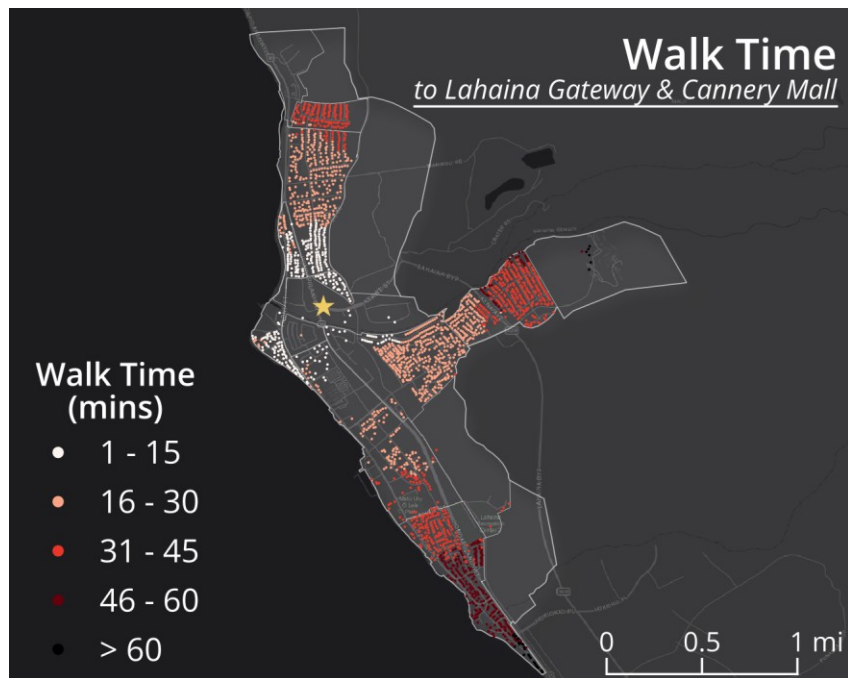 Walk Time
to Lahaina Gateway & Cannery Mall
Walk Time
(mins)
1 - 15
16 - 30
31 - 45
46 - 60
> 60
0 0.5 1 mi